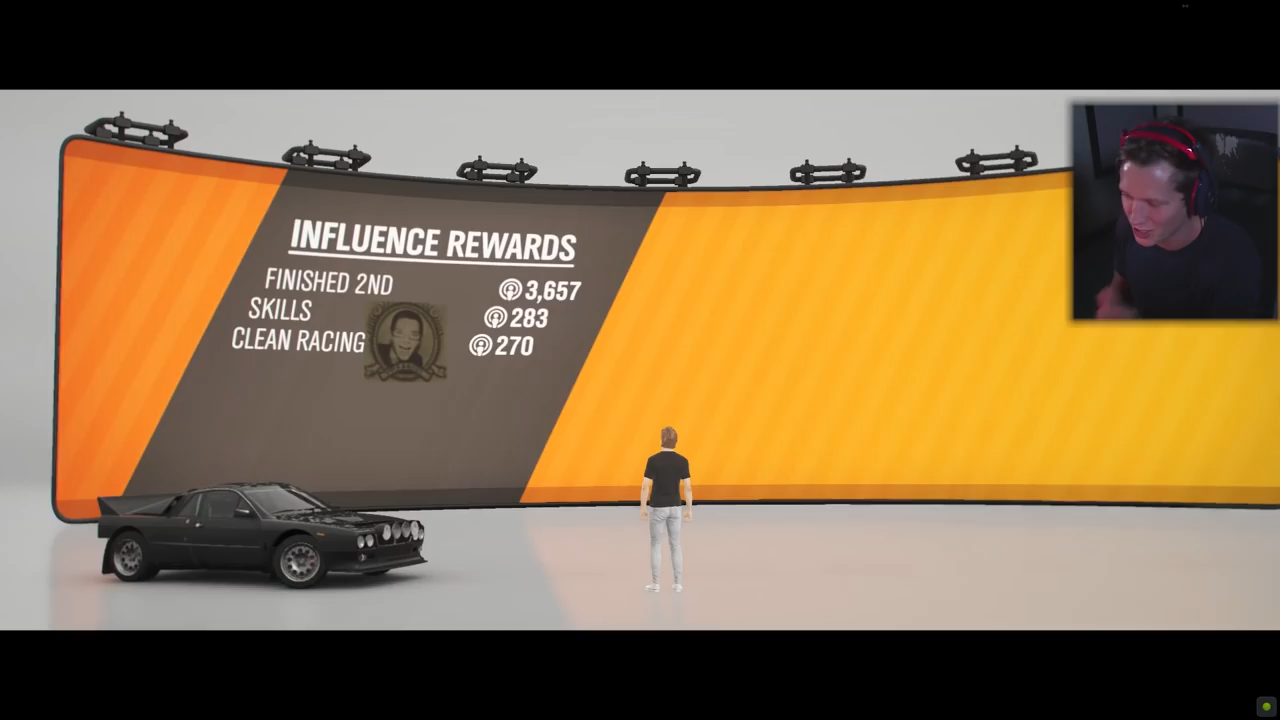 INFLUENCE REWARDS
FINISHED 2ND 3,657
SKILLS 283
CLEAN RACING 270